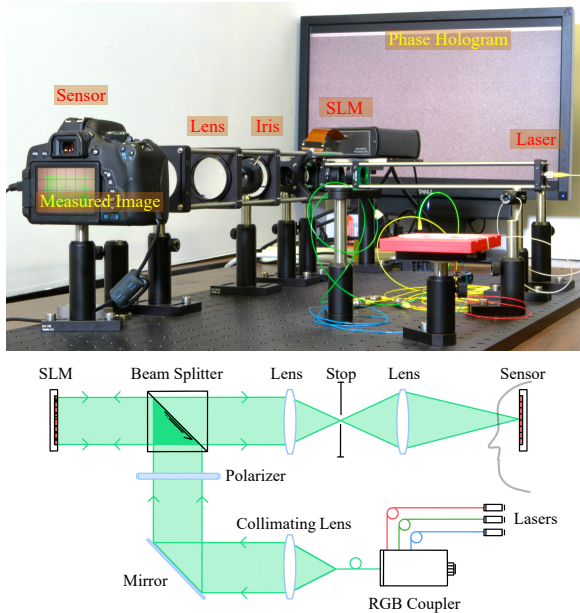 Phase Hologram
Sensor
Lens
Iris
SLM
Laser
Measured Image
DELL
SLM
Beam Splitter
Lens
Stop
Lens
Sensor
Polarizer
Collimating Lens
Lasers
Mirror
RGB Coupler